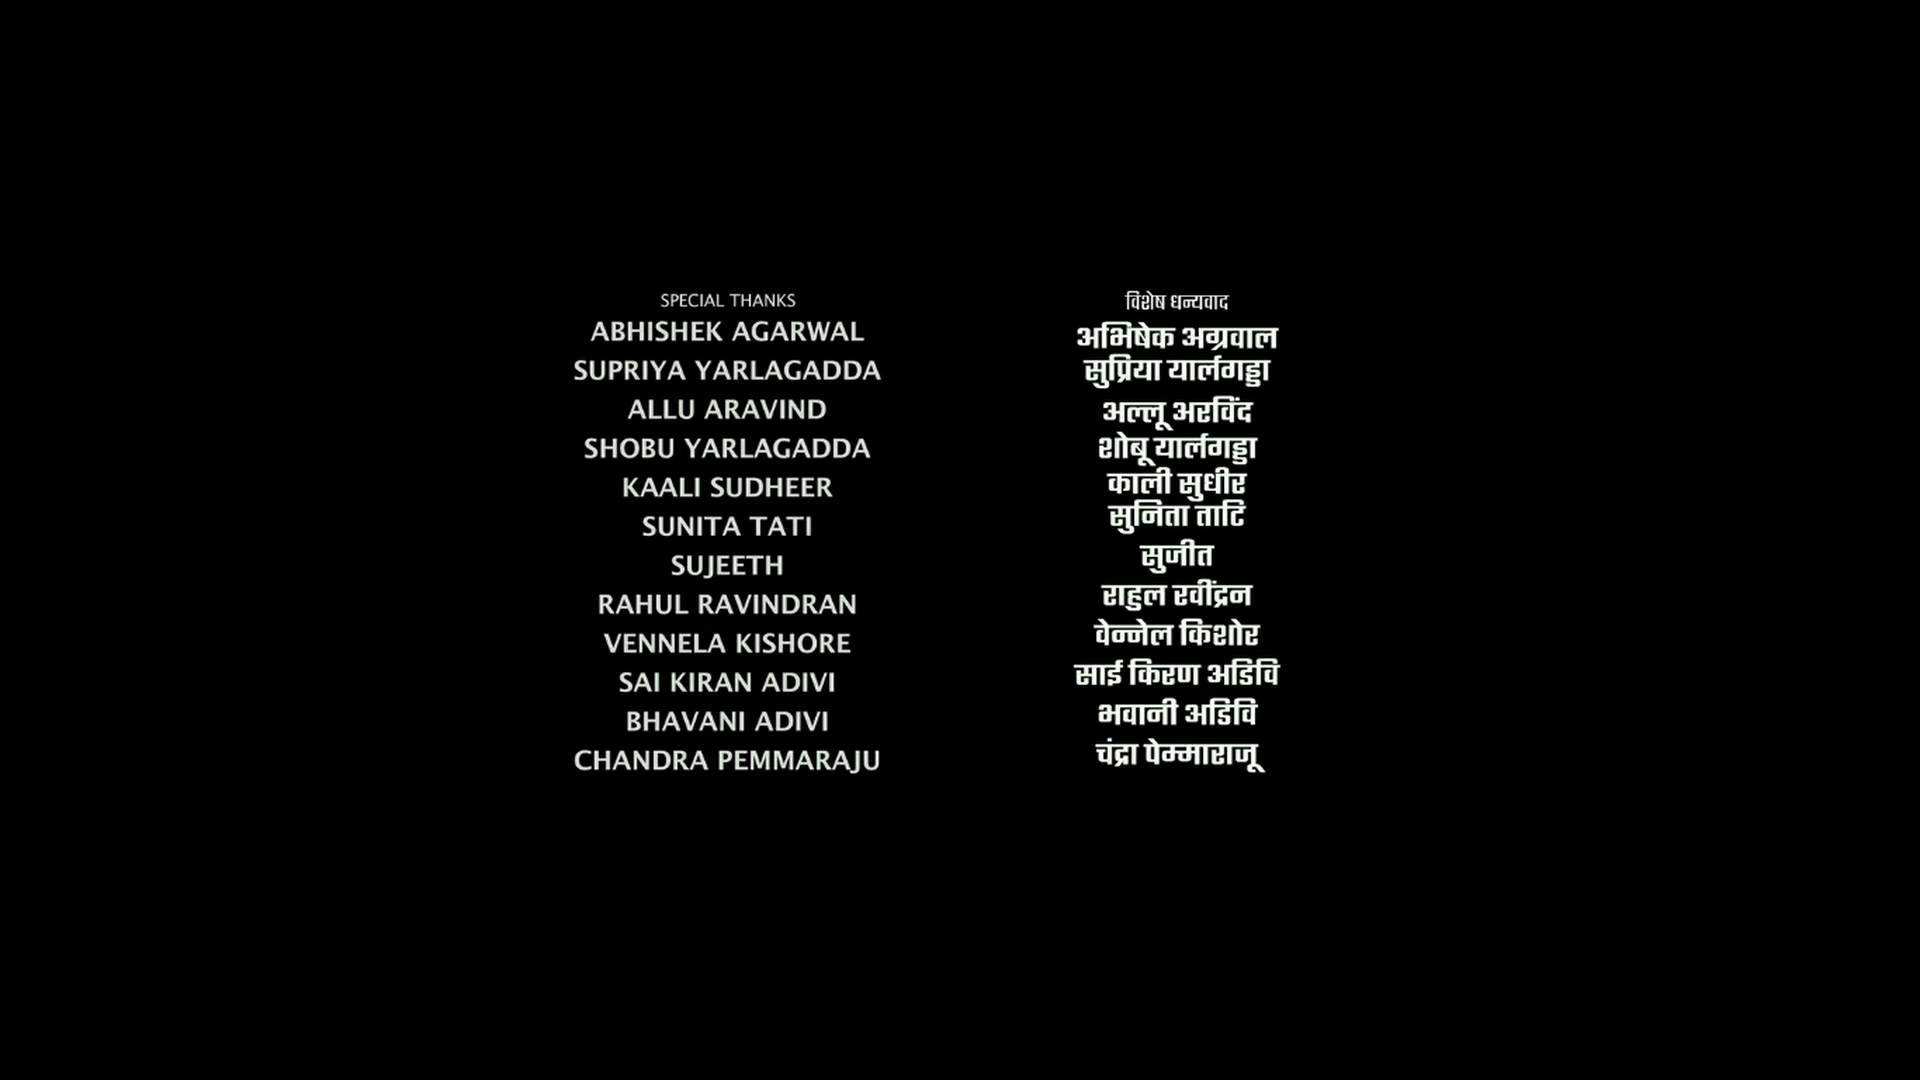 SPECIAL THANKS
ABHISHEK AGARWAL
SUPRIYA YARLAGADDA
ALLU ARAVIND
SHOBU YARLAGADDA
KAALI SUDHEER
SUNITA TATI
SUJEETH
RAHUL RAVINDRAN
VENNELA KISHORE
SAI KIRAN ADIVI
BHAVANI ADIVI
CHANDRA PEMMARAJU
विशेष धन्यवाद
अभिषेक अग्रवाल
सुप्रिया यार्लगड्डा
अल्लू अरविंद
शोबू यार्लगड्डा
काली सुधीर
सुनिता ताटि
सुजीत
राहुल रवींद्रन
वेन्नेल किशोर
साई किरण अडिवि
भवानी अडिवि
चंद्रा पेम्माराजू